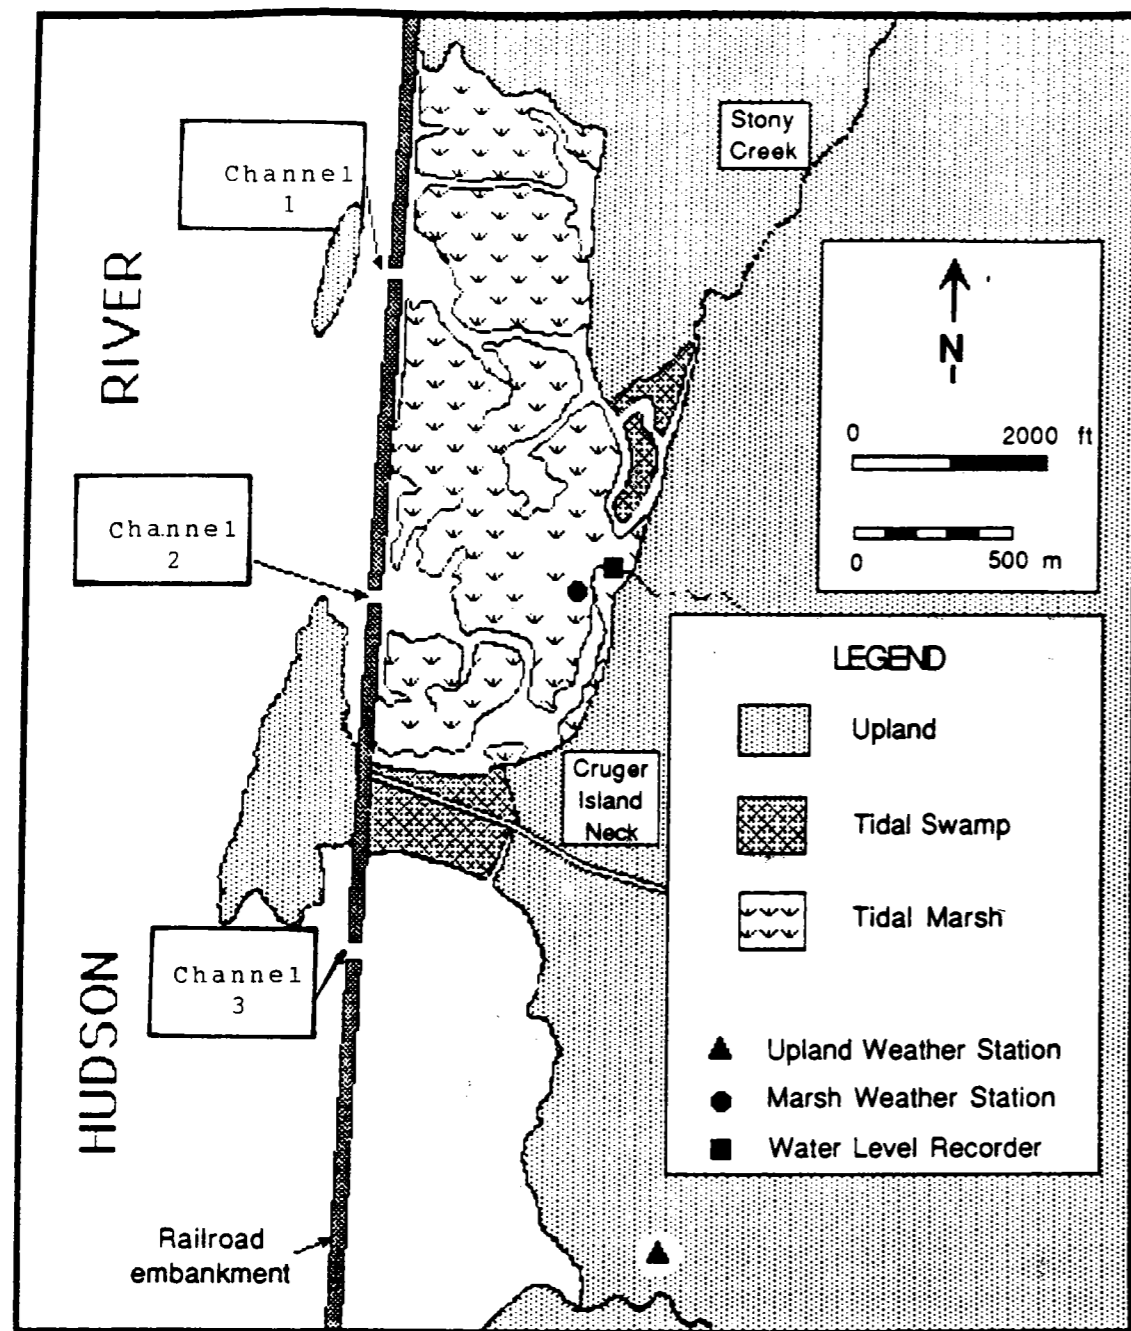 Stony
Creek
Channel
1
RIVER
N
0 2000 ft
0 500 m
Channel
2
LEGEND
Upland
Tidal Swamp
Tidal Marsh
Upland Weather Station
Marsh Weather Station
Water Level Recorder
Cruger
Island
Neck
Channel
3
HUDSON
Railroad
embankment